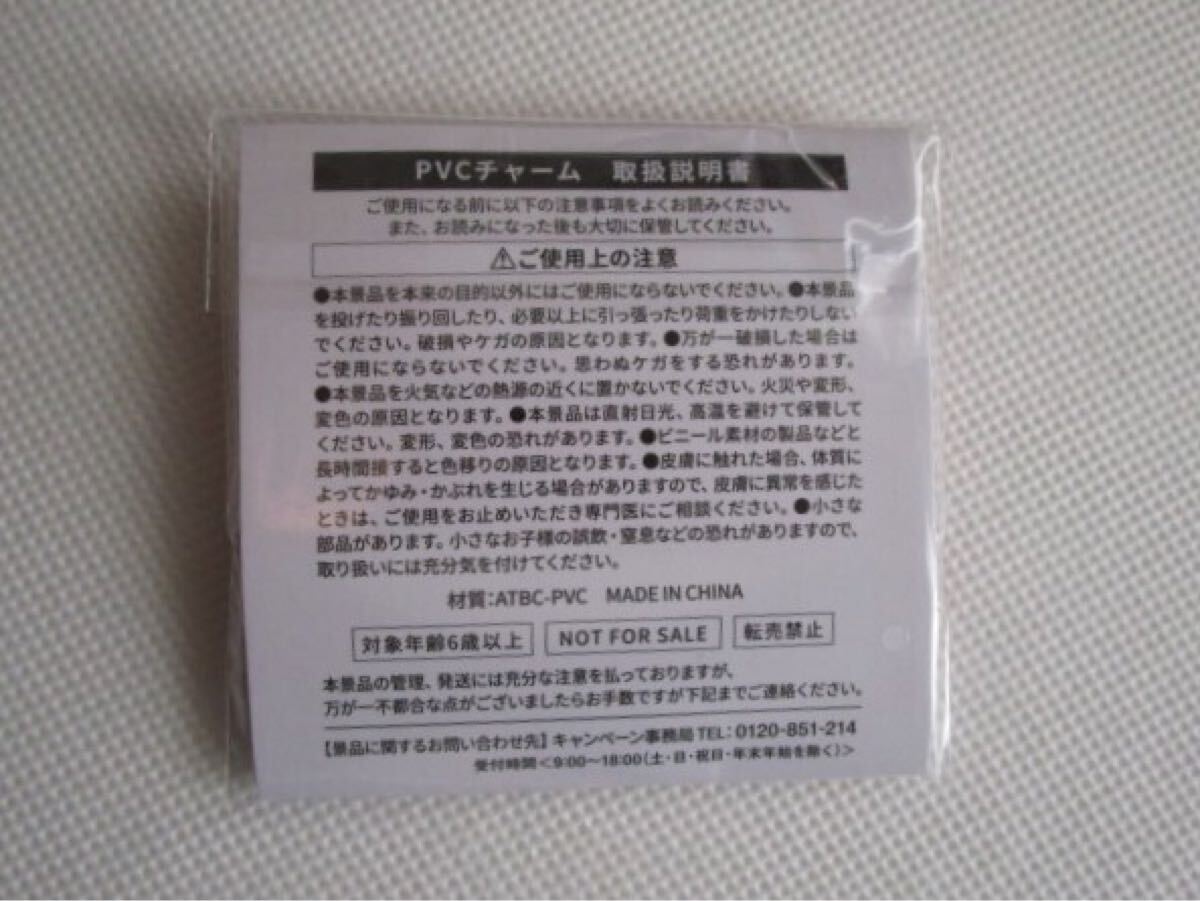 PVCチャーム 取扱説明書
ご使用になる前に以下の注意事項をよくお読みください。
また、お読みになった後も大切に保管してください。
⚠ご使用上の注意
●本景品を本来の目的以外にはご使用にならないでください。●本景品
を投げたり振り回したり、必要以上に引っ張ったり荷重をかけたりしない
でください。破損やケガの原因となります。●万が一破損した場合は
ご使用にならないでください。思わぬケガをする恐れがあります。
●本景品を火気などの熱源の近くに置かないでください。火災や変形、
変色の原因となります。●本景品は直射日光、高温を避けて保管して
ください。変形、変色の恐れがあります。●ビニール素材の製品などと
長時間接すると色移りの原因となります。●皮膚に触れた場合、体質に
よってかゆみ・かぶれを生じる場合がありますので、皮膚に異常を感じた
ときは、ご使用をお止めいただき専門医にご相談ください。●小さな
部品があります。小さなお子様の誤飲・窒息などの恐れがありますので、
取り扱いには充分気を付けてください。
材質:ATBC-PVC MADE IN CHINA
対象年齢6歳以上 NOT FOR SALE 転売禁止
本景品の管理、発送には充分な注意を払っておりますが、
万が一不都合な点がございましたらお手数ですが下記までご連絡ください。
【景品に関するお問い合わせ先】キャンペーン事務局 TEL:0120-851-214
受付時間<9:00~18:00(土・日・祝日・年末年始を除く)>